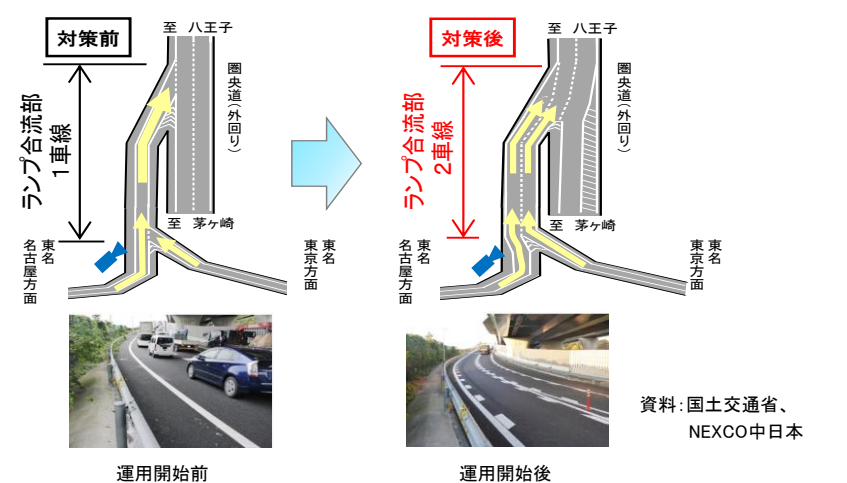 対策前
至 八王子
圏央道(外回り)
ランプ合流部
1車線
至 茅ヶ崎
東名
名古屋方面
東名
東京方面
対策後
至 八王子
圏央道(外回り)
ランプ合流部
2車線
至 茅ヶ崎
東名
名古屋方面
東名
東京方面
運用開始前
運用開始後
資料:国土交通省、
NEXCO中日本